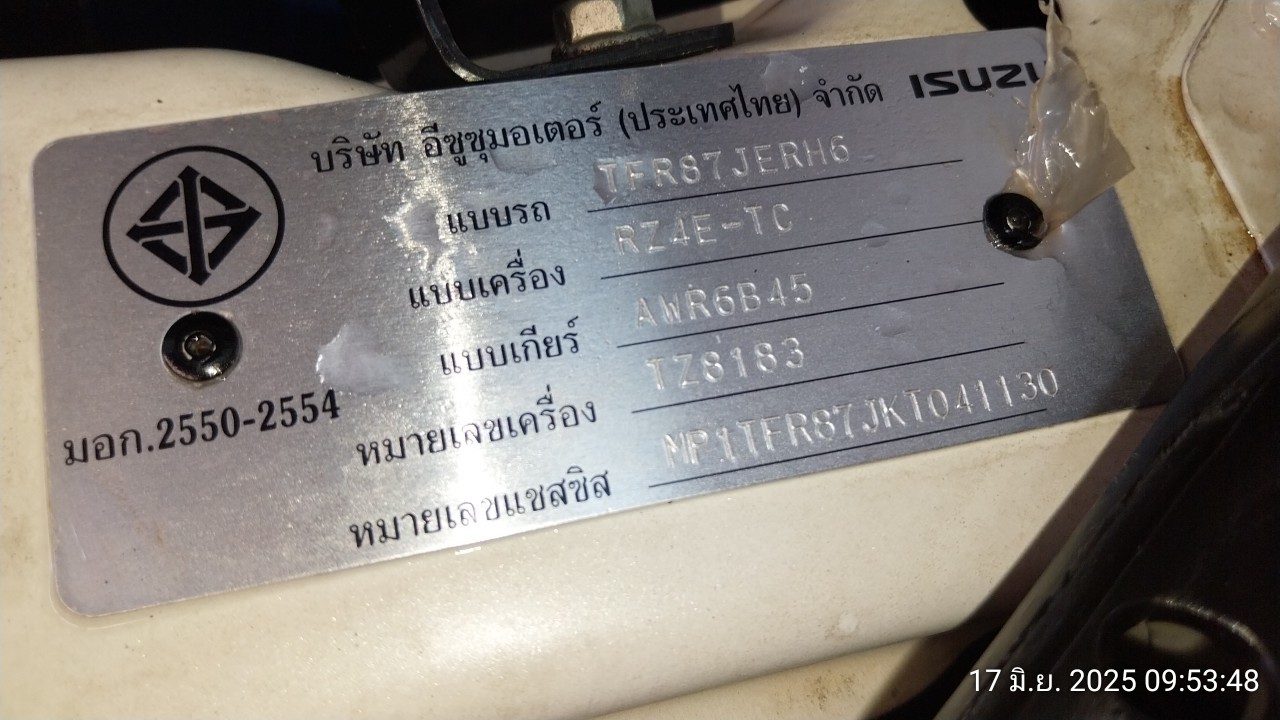 บริษัท อีซูซุมอเตอร์ (ประเทศไทย) จำกัด ISUZU
แบบรถ TFR87JERH6
แบบเครื่อง RZ4E-TC
แบบเกียร์ AWR6B45
หมายเลขเครื่อง TZ8183
หมายเลขแชสซิส MP1TFR87JKT041130
มอก.2550-2554
17 มิ.ย. 2025 09:53:48